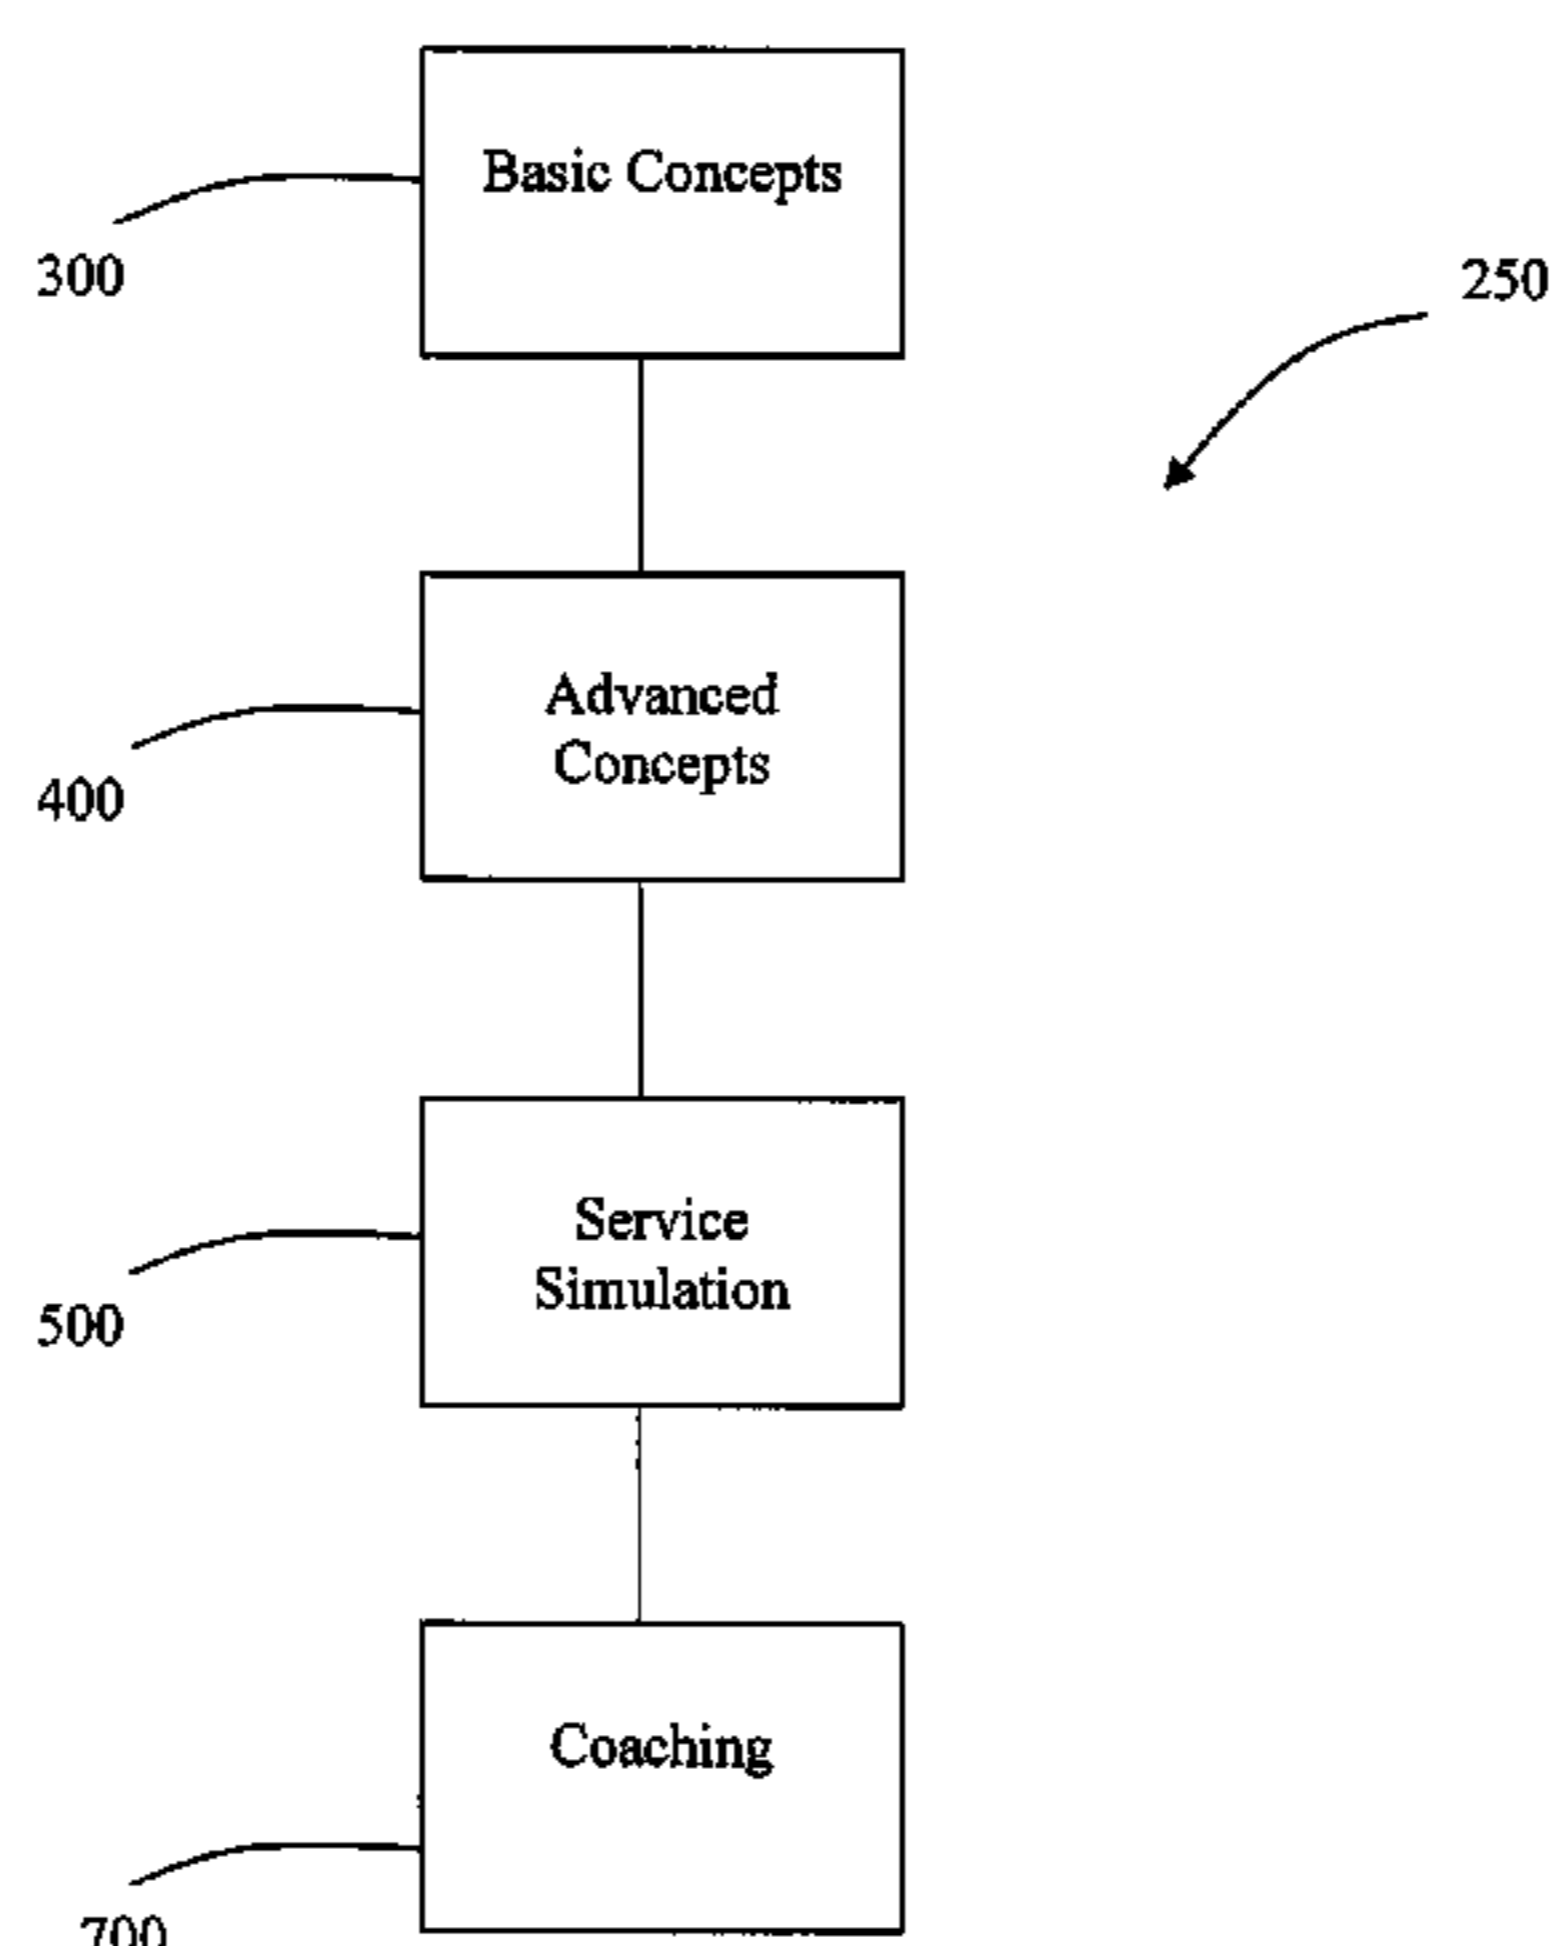 Basic Concepts
300
250
Advanced
Concepts
400
Service
Simulation
500
Coaching
700